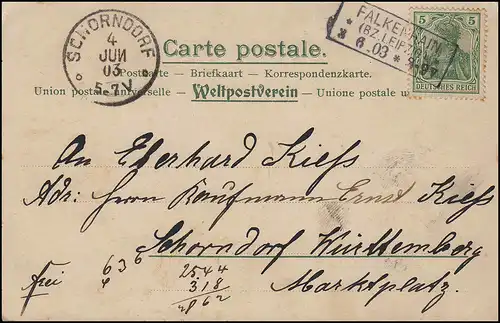 SCHORNDORF
4
JUN
03
5-7 N
Carte postale.
Postkarte – Briefkaart – Korrespondenzkarte.
Union postale universelle – Weltpostverein – Unione postale
FALKENHAIN
(BZ. LEIPZIG)
* 3 6.03 *
5 5
DEUTSCHES REICH
An Eberhard Kiess
Adr: Herrn Kaufmann Ernst Kiess
Schorndorf Württemberg
Marktplatz.
frei
636
2544
318